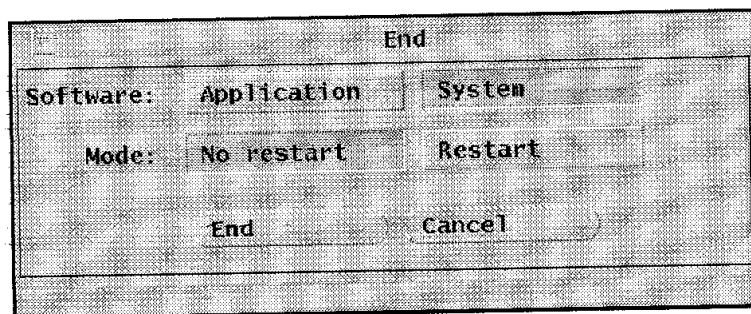 End
Software: Application System
Mode: No restart Restart
End Cancel